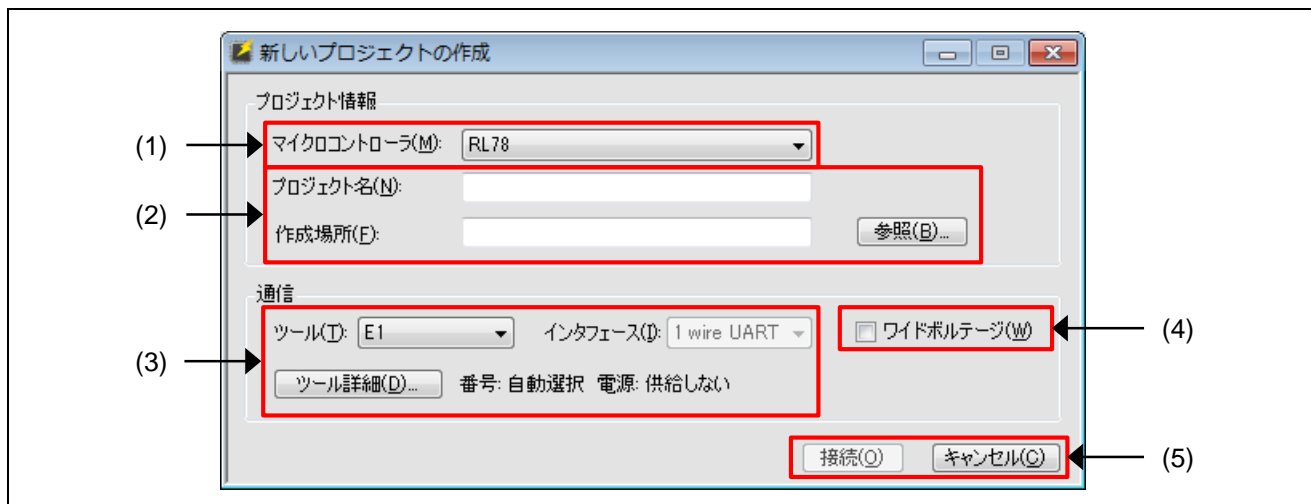 新しいプロジェクトの作成
プロジェクト情報
(1)
マイクロコントローラ(M): RL78
(2)
プロジェクト名(N):
作成場所(F): 参照(B)...
通信
(3)
ツール(T): E1 インタフェース(I): 1 wire UART
ワイドボルテージ(W)
(4)
ツール詳細(D)... 番号: 自動選択 電源: 供給しない
接続(O) キャンセル(C)
(5)